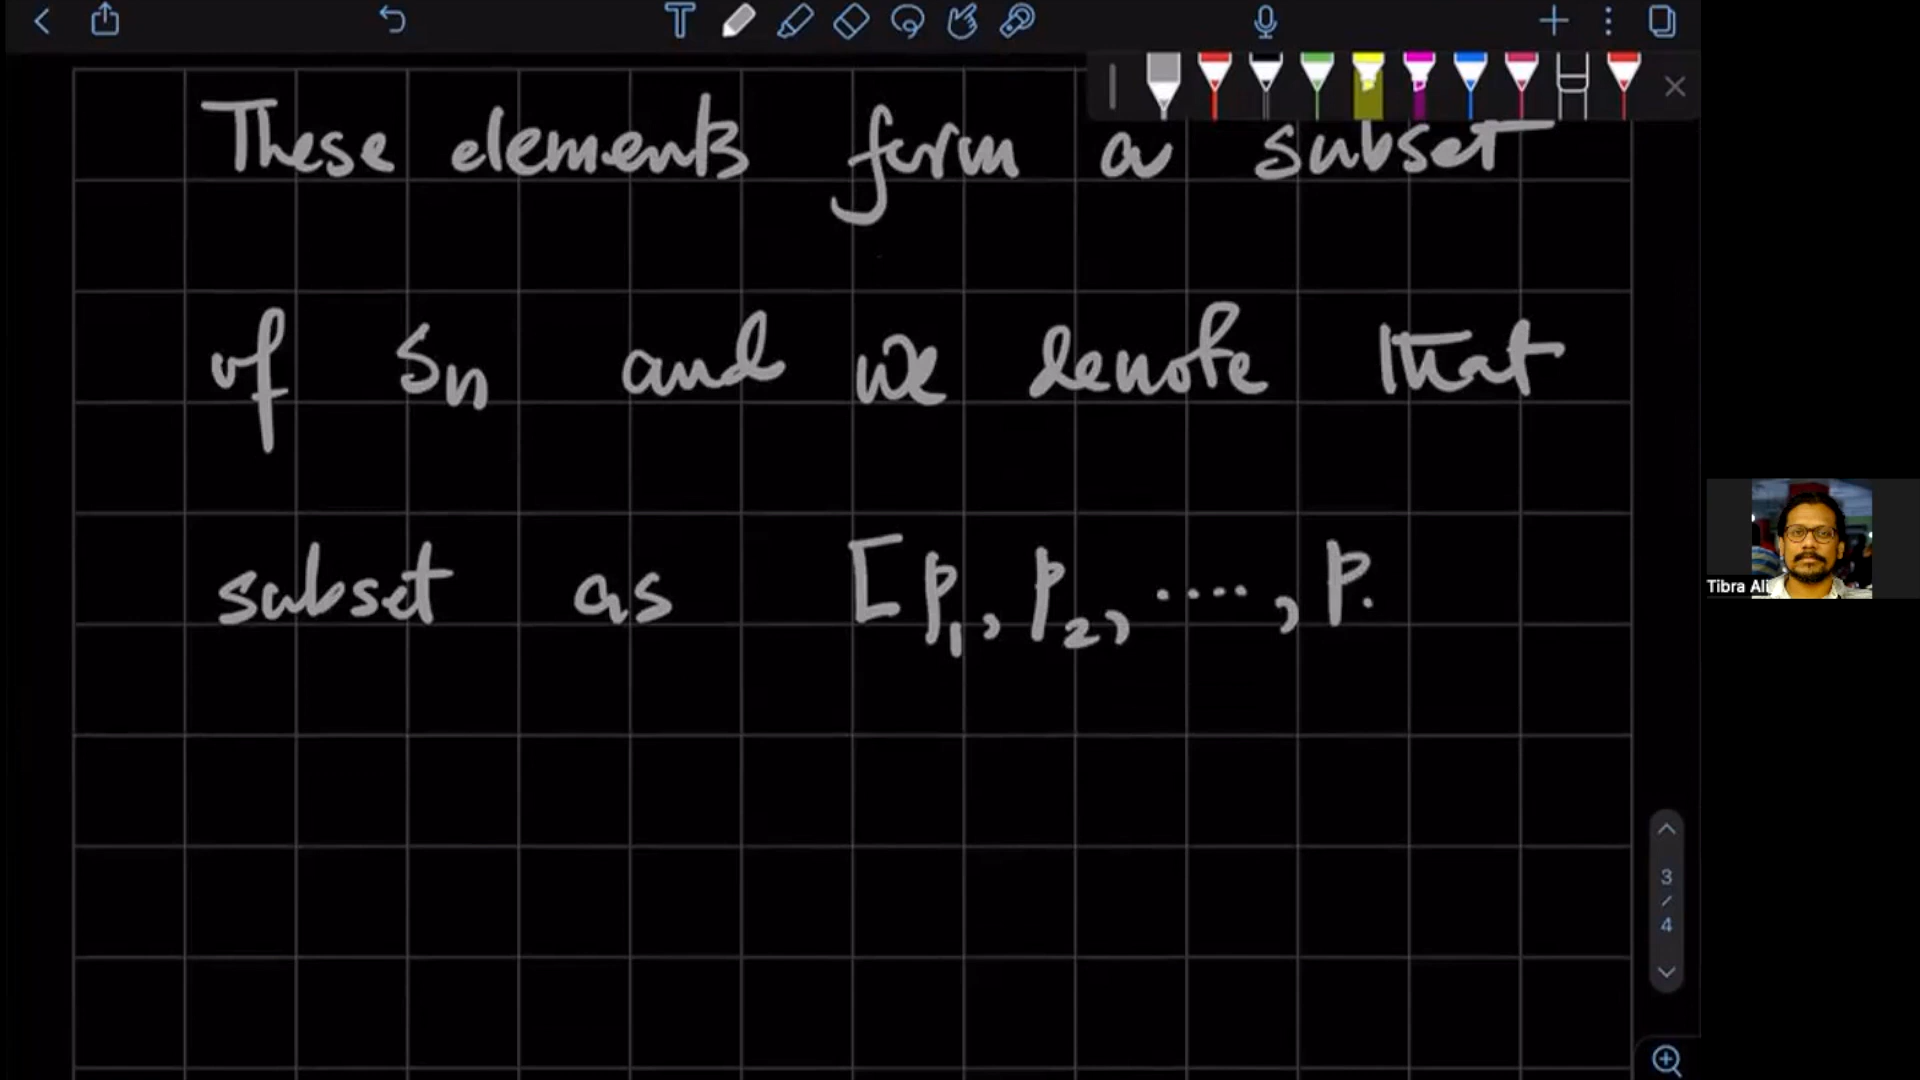 These elements form a subset
of Sn and we denote that
subset as [p1, p2, ...., p.
3
/
4
Tibra Ali